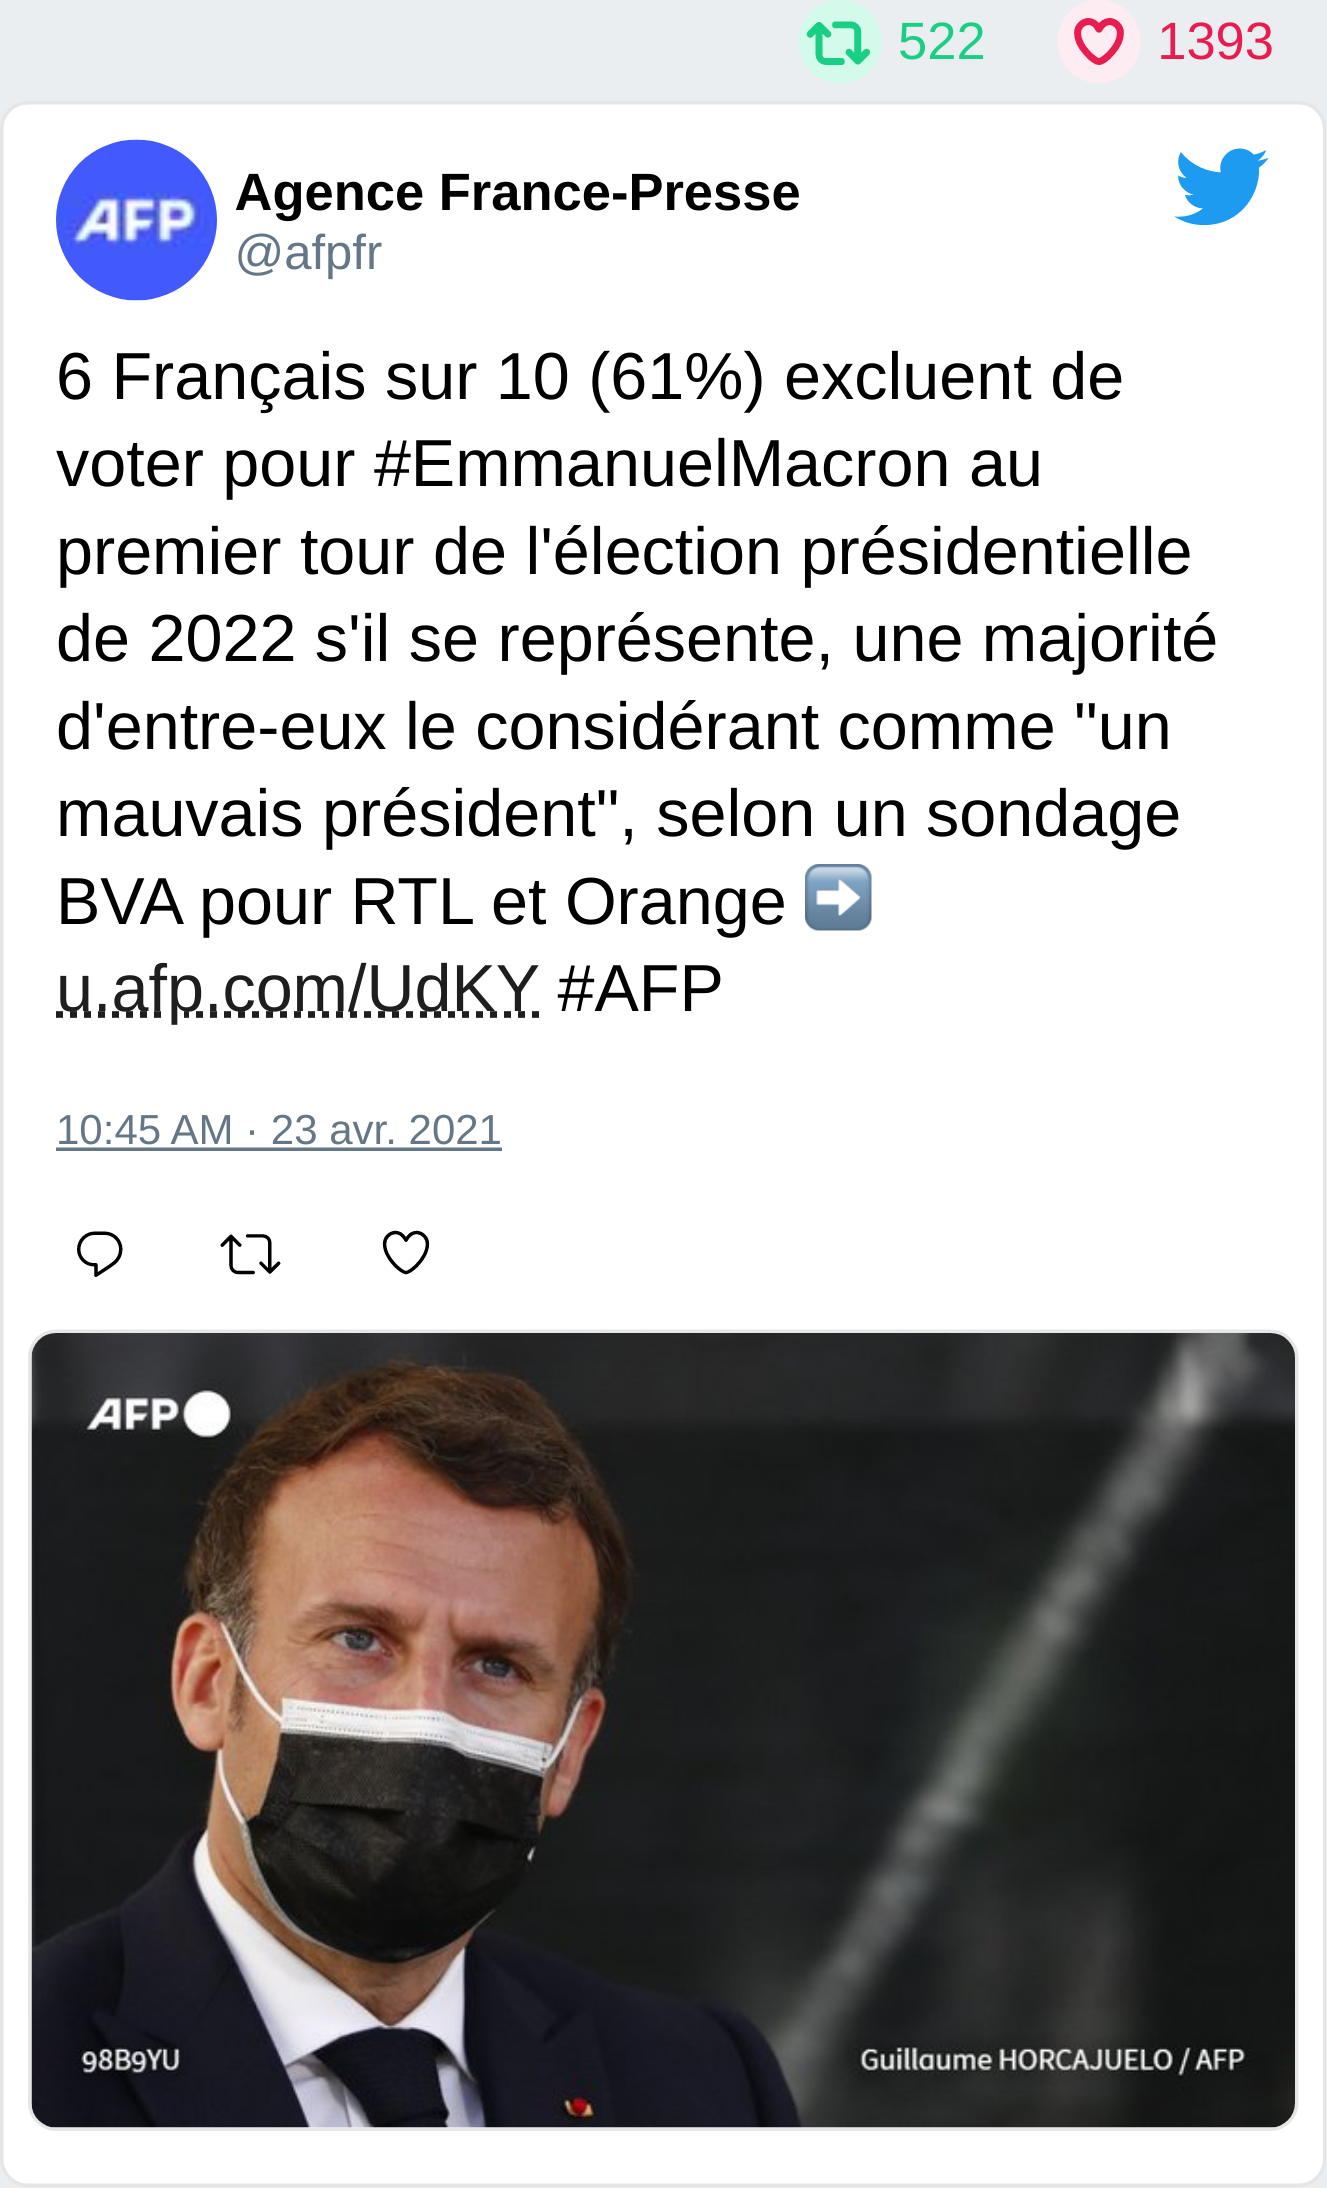 522 1393
AFP
Agence France-Presse
@afpfr
6 Français sur 10 (61%) excluent de
voter pour #EmmanuelMacron au
premier tour de l'élection présidentielle
de 2022 s'il se représente, une majorité
d'entre-eux le considérant comme "un
mauvais président", selon un sondage
BVA pour RTL et Orange ➡️
u.afp.com/UdKY #AFP
10:45 AM · 23 avr. 2021
AFP
98B9YU
Guillaume HORCAJUELO / AFP